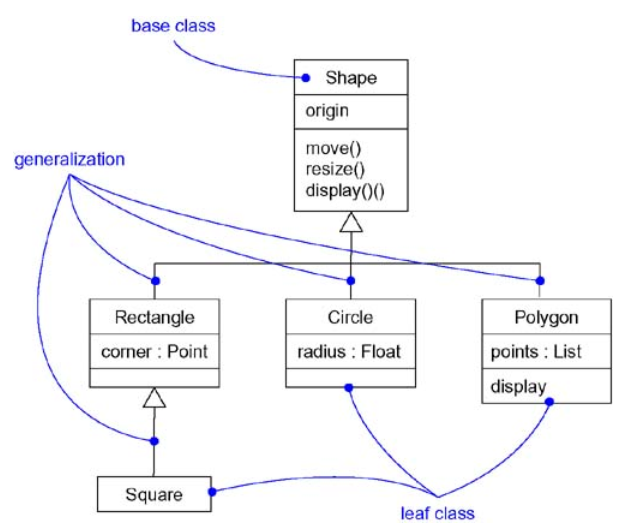 base class
Shape
origin
move()
resize()
display()()
generalization
Rectangle
corner : Point
Circle
radius : Float
Polygon
points : List
display
Square
leaf class